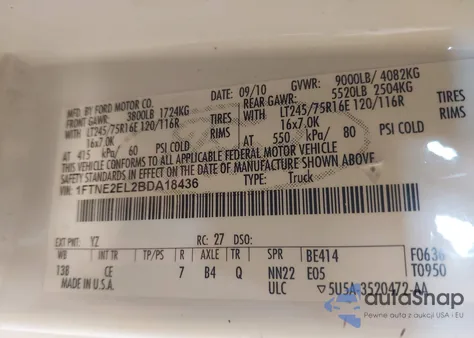 MFD. BY FORD MOTOR CO.
DATE 09/10 GVWR: 9000LB/ 4082KG
FRONT GAWR: 3800LB 1724KG REAR GAWR: 5520LB 2504KG
WITH LT245/75R16E 120/116R TIRES WITH LT245/75R16E 120/116R TIRES
16x7.0K RIMS 16x7.0K RIMS
AT 415 kPa/ 60 PSI COLD AT 550 kPa/ 80 PSI COLD
THIS VEHICLE CONFORMS TO ALL APPLICABLE FEDERAL MOTOR VEHICLE
SAFETY STANDARDS IN EFFECT ON THE DATE OF MANUFACTURE SHOWN ABOVE.
VIN: 1FTNE2EL2BDA18436 TYPE: Truck
EXT PNT: YZ RC: 27 DSO:
WB INT TR TP/PS R AXLE TR SPR BE414 F0636
138 CE 7 B4 Q NN22 E05 T0950
MADE IN U.S.A. ULC ▽5U5A-3520472-AA
autaSnap
Pewne auta z aukcji USA i EU